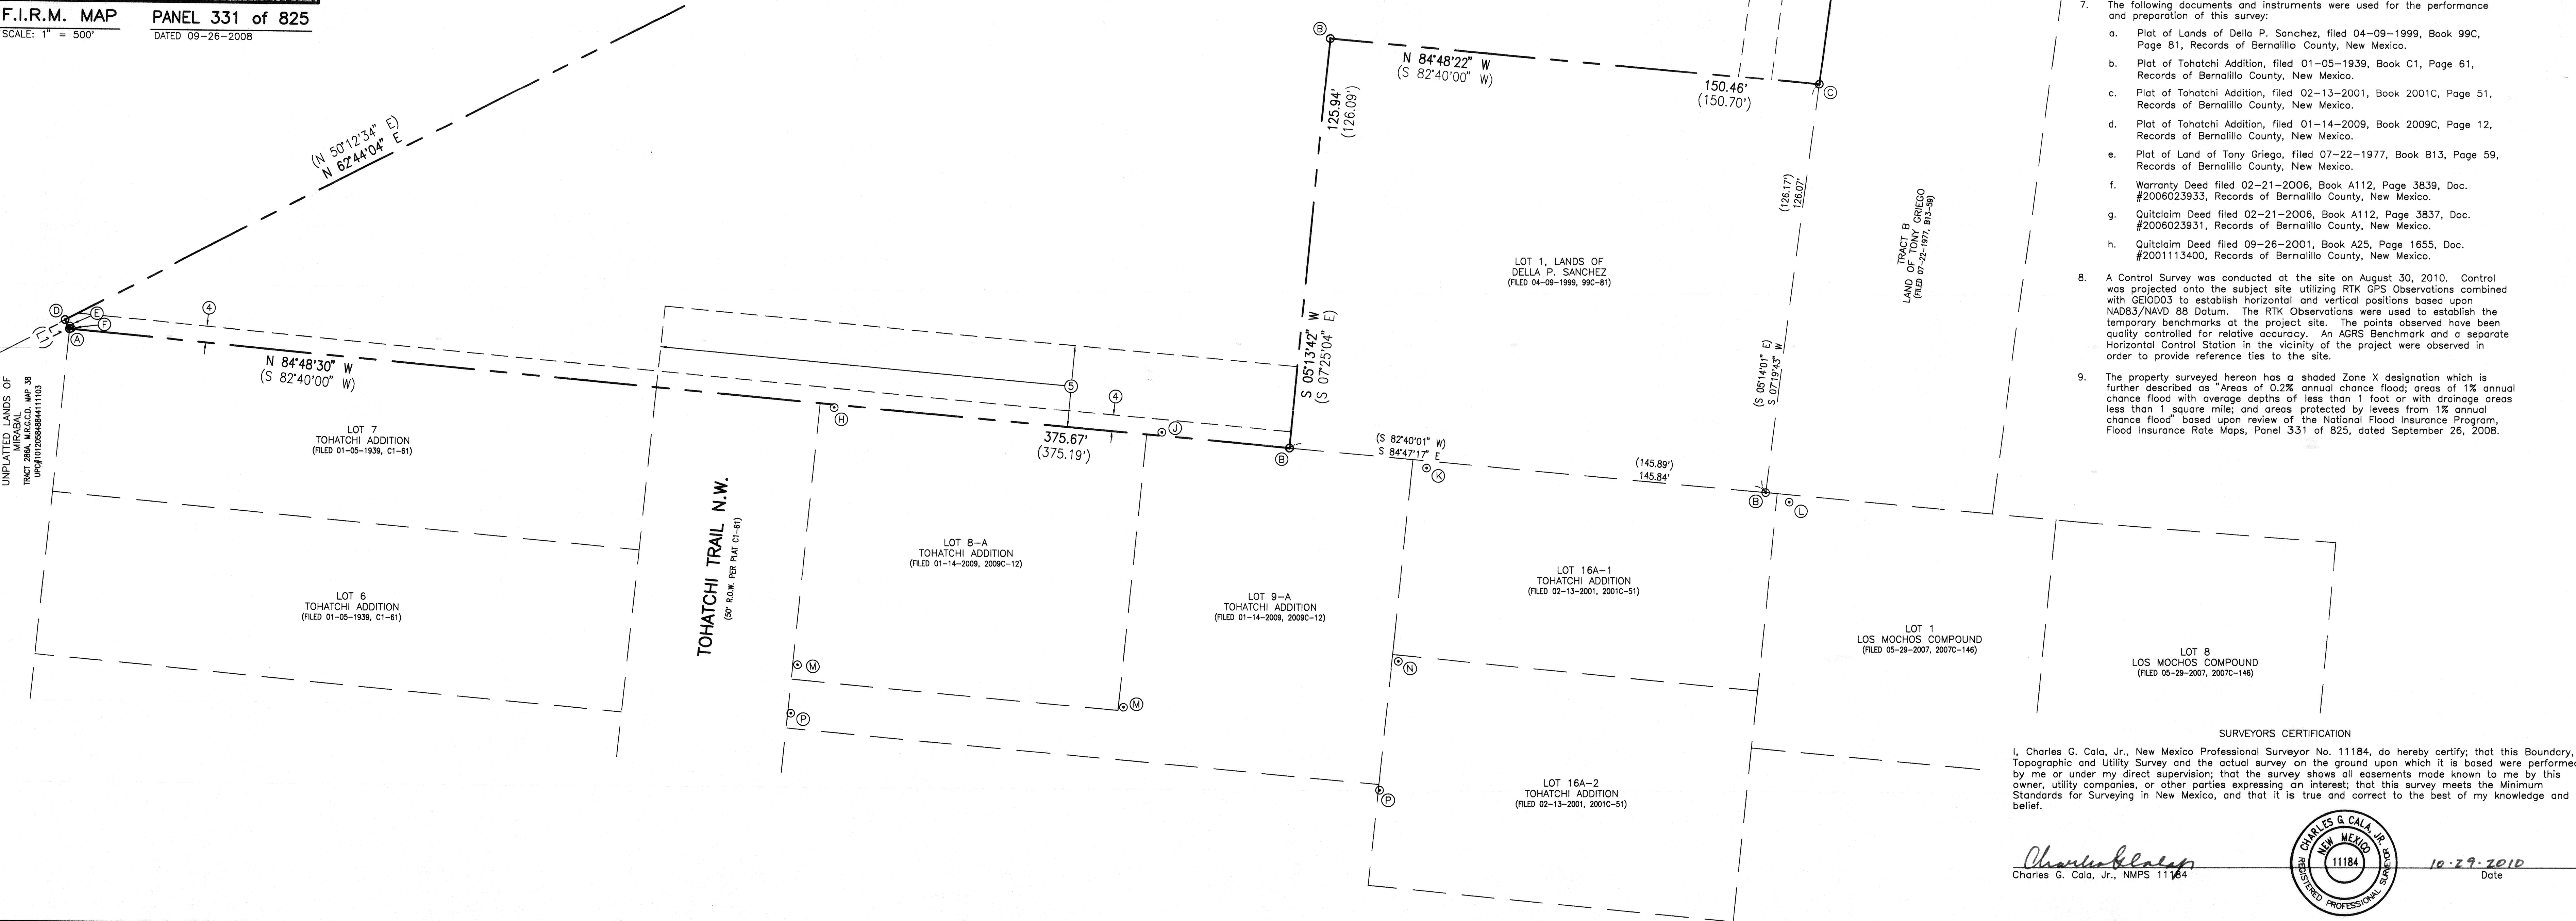 F.I.R.M. MAP
SCALE: 1" = 500'
PANEL 331 of 825
DATED 09-26-2008
(N 50°12'34" E)
N 62°44'04" E
B
N 84°48'22" W
(S 82°40'00" W)
150.46'
(150.70')
C
125.94'
(126.09')
(126.17')
126.07'
TRACT B
LAND OF TONY GRIEGO
(FILED 07-22-1977, B13-59)
LOT 1, LANDS OF
DELLA P. SANCHEZ
(FILED 04-09-1999, 99C-81)
D
E
F
A
4
N 84°48'30" W
(S 82°40'00" W)
5
4
S 05°13'42" W
(S 07°25'04" E)
(S 05°14'01" E)
S 07°19'43" W
UNPLATTED LANDS OF
MIRABAL
TRACT 286A, M.R.G.C.D. MAP 38
UPC#101205848844111103
LOT 7
TOHATCHI ADDITION
(FILED 01-05-1939, C1-61)
H
J
375.67'
(375.19')
B
(S 82°40'01" W)
S 84°47'17" E
K
(145.89')
145.84'
B
L
TOHATCHI TRAIL N.W.
(50' R.O.W. PER PLAT C1-61)
LOT 8-A
TOHATCHI ADDITION
(FILED 01-14-2009, 2009C-12)
LOT 6
TOHATCHI ADDITION
(FILED 01-05-1939, C1-61)
LOT 9-A
TOHATCHI ADDITION
(FILED 01-14-2009, 2009C-12)
LOT 16A-1
TOHATCHI ADDITION
(FILED 02-13-2001, 2001C-51)
LOT 1
LOS MOCHOS COMPOUND
(FILED 05-29-2007, 2007C-146)
LOT 8
LOS MOCHOS COMPOUND
(FILED 05-29-2007, 2007C-146)
M
N
M
P
P
LOT 16A-2
TOHATCHI ADDITION
(FILED 02-13-2001, 2001C-51)
7. The following documents and instruments were used for the performance
and preparation of this survey:
a. Plat of Lands of Della P. Sanchez, filed 04-09-1999, Book 99C,
Page 81, Records of Bernalillo County, New Mexico.
b. Plat of Tohatchi Addition, filed 01-05-1939, Book C1, Page 61,
Records of Bernalillo County, New Mexico.
c. Plat of Tohatchi Addition, filed 02-13-2001, Book 2001C, Page 51,
Records of Bernalillo County, New Mexico.
d. Plat of Tohatchi Addition, filed 01-14-2009, Book 2009C, Page 12,
Records of Bernalillo County, New Mexico.
e. Plat of Land of Tony Griego, filed 07-22-1977, Book B13, Page 59,
Records of Bernalillo County, New Mexico.
f. Warranty Deed filed 02-21-2006, Book A112, Page 3839, Doc.
#2006023933, Records of Bernalillo County, New Mexico.
g. Quitclaim Deed filed 02-21-2006, Book A112, Page 3837, Doc.
#2006023931, Records of Bernalillo County, New Mexico.
h. Quitclaim Deed filed 09-26-2001, Book A25, Page 1655, Doc.
#2001113400, Records of Bernalillo County, New Mexico.
8. A Control Survey was conducted at the site on August 30, 2010. Control
was projected onto the subject site utilizing RTK GPS Observations combined
with GEIOD03 to establish horizontal and vertical positions based upon
NAD83/NAVD 88 Datum. The RTK Observations were used to establish the
temporary benchmarks at the project site. The points observed have been
quality controlled for relative accuracy. An AGRS Benchmark and a separate
Horizontal Control Station in the vicinity of the project were observed in
order to provide reference ties to the site.
9. The property surveyed hereon has a shaded Zone X designation which is
further described as "Areas of 0.2% annual chance flood; areas of 1% annual
chance flood with average depths of less than 1 foot or with drainage areas
less than 1 square mile; and areas protected by levees from 1% annual
chance flood" based upon review of the National Flood Insurance Program,
Flood Insurance Rate Maps, Panel 331 of 825, dated September 26, 2008.
SURVEYORS CERTIFICATION
I, Charles G. Cala, Jr., New Mexico Professional Surveyor No. 11184, do hereby certify; that this Boundary,
Topographic and Utility Survey and the actual survey on the ground upon which it is based were performed
by me or under my direct supervision; that the survey shows all easements made known to me by this
owner, utility companies, or other parties expressing an interest; that this survey meets the Minimum
Standards for Surveying in New Mexico, and that it is true and correct to the best of my knowledge and
belief.
CHARLES G. CALA, JR.
NEW MEXICO
11184
REGISTERED PROFESSIONAL SURVEYOR
10-29-2010
Charles G. Cala, Jr., NMPS 11184
Date